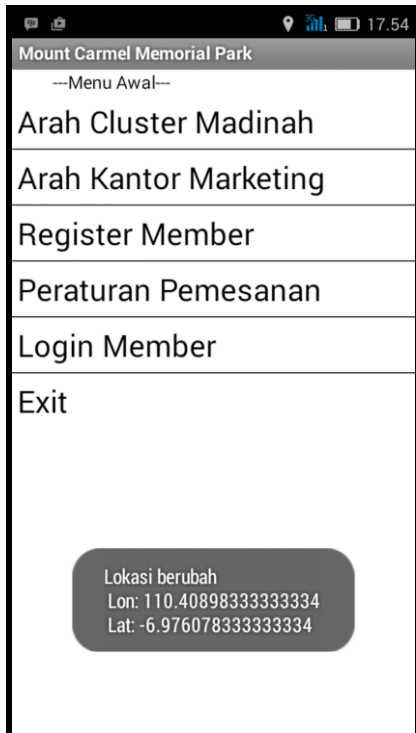 3G 17.54
Mount Carmel Memorial Park
---Menu Awal---
Arah Cluster Madinah
Arah Kantor Marketing
Register Member
Peraturan Pemesanan
Login Member
Exit
Lokasi berubah
Lon: 110.40898333333334
Lat: -6.976078333333334